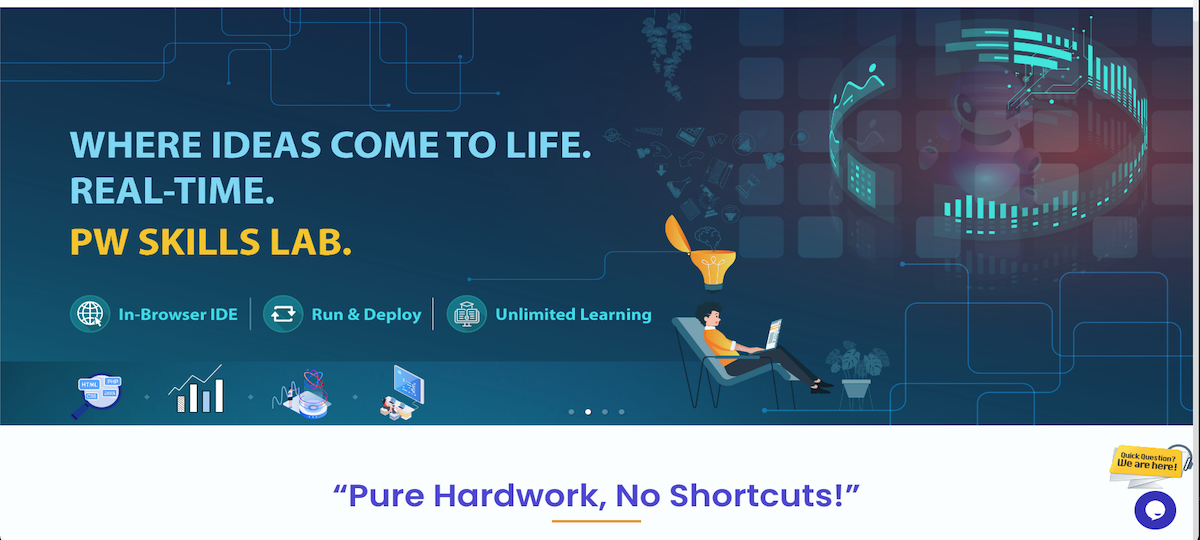 WHERE IDEAS COME TO LIFE.
REAL-TIME.
PW SKILLS LAB.
In-Browser IDE
Run & Deploy
Unlimited Learning
HTML
PHP
CSS
“Pure Hardwork, No Shortcuts!”
Quick Question?
We are here!